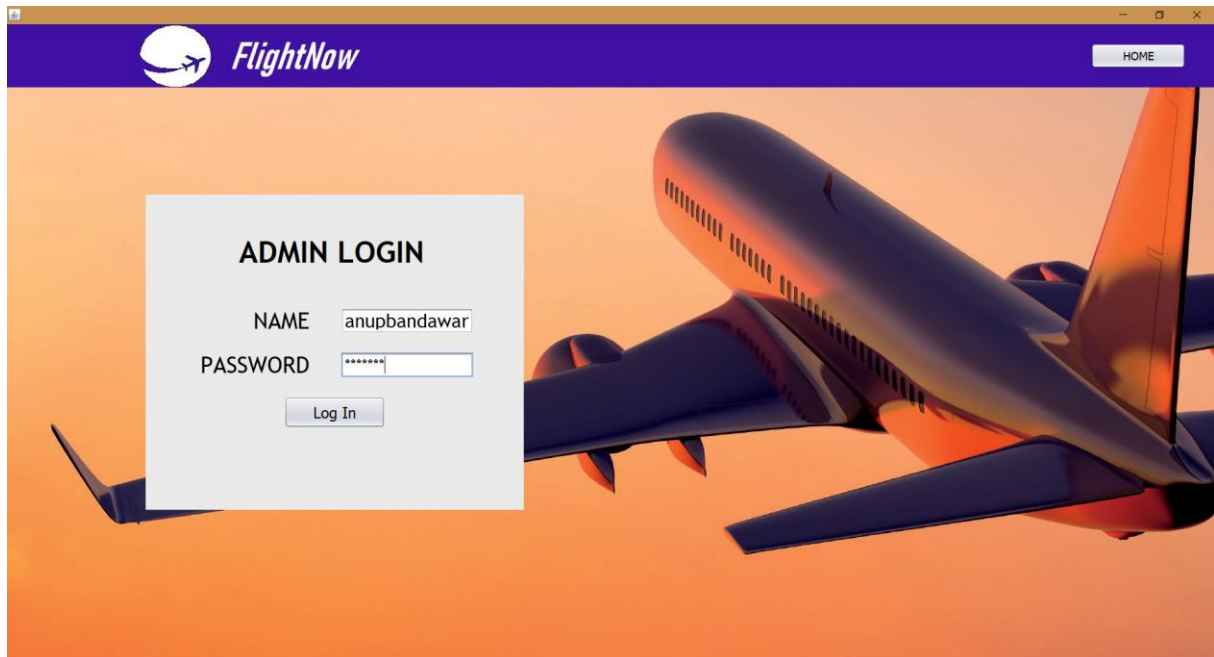 FlightNow
HOME
ADMIN LOGIN
NAME anupbandawar
PASSWORD *******
Log In